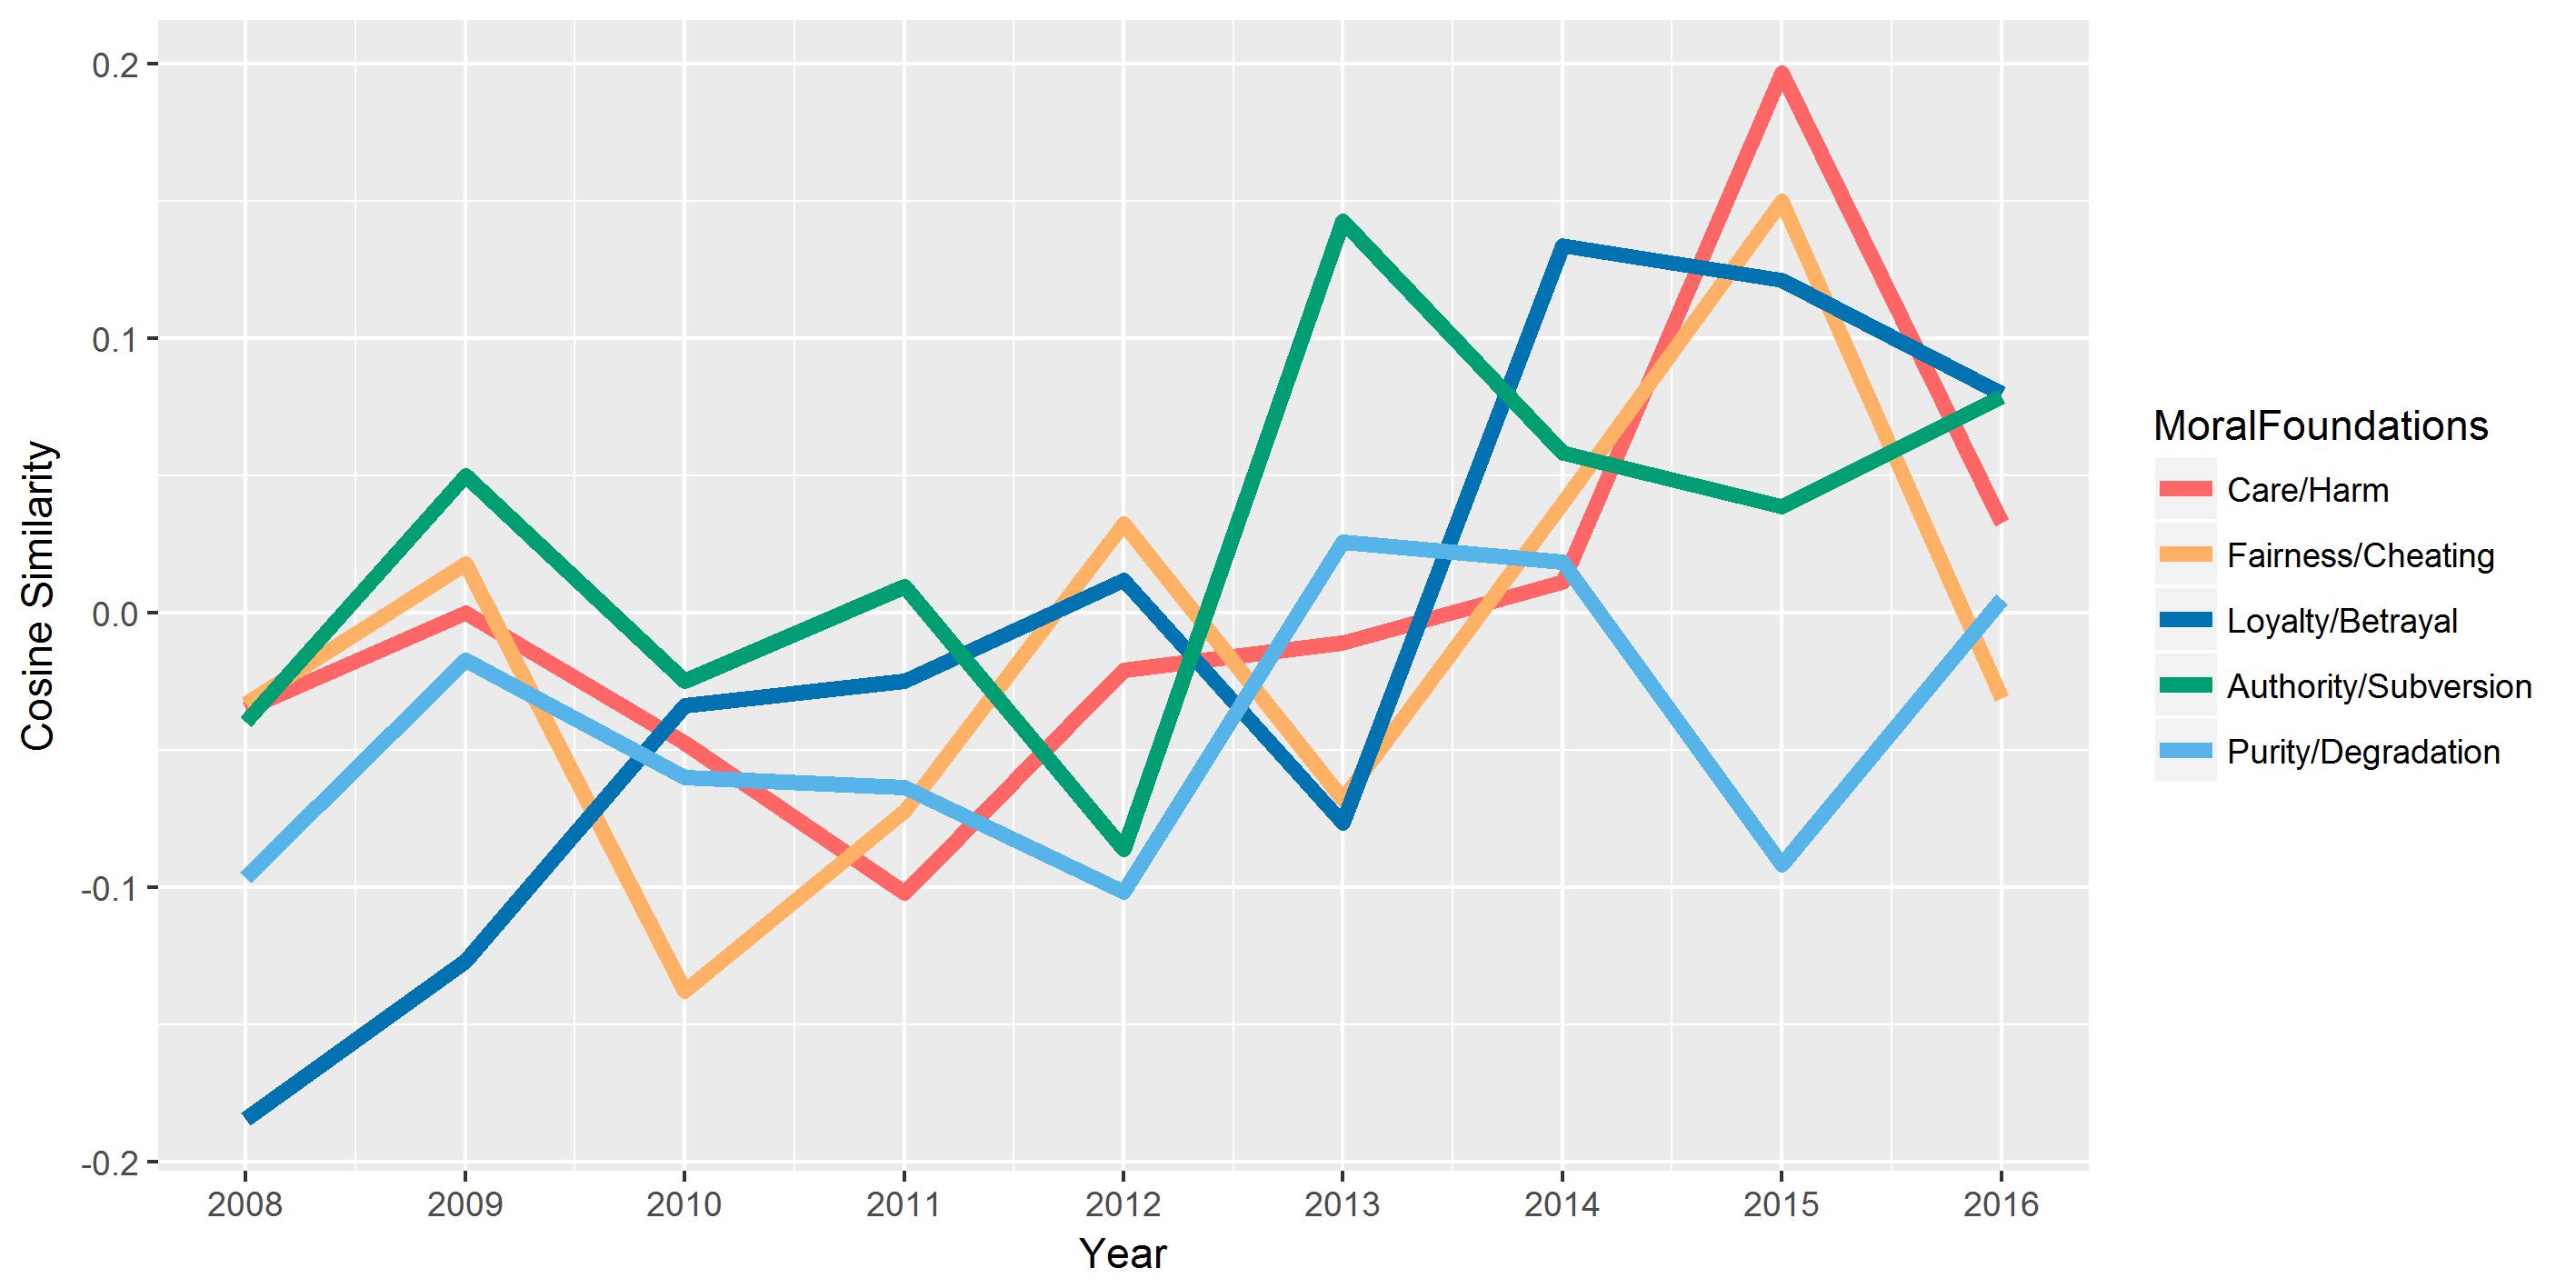 Cosine Similarity
0.2
0.1
0.0
-0.1
-0.2
2008 2009 2010 2011 2012 2013 2014 2015 2016
Year
MoralFoundations
Care/Harm
Fairness/Cheating
Loyalty/Betrayal
Authority/Subversion
Purity/Degradation